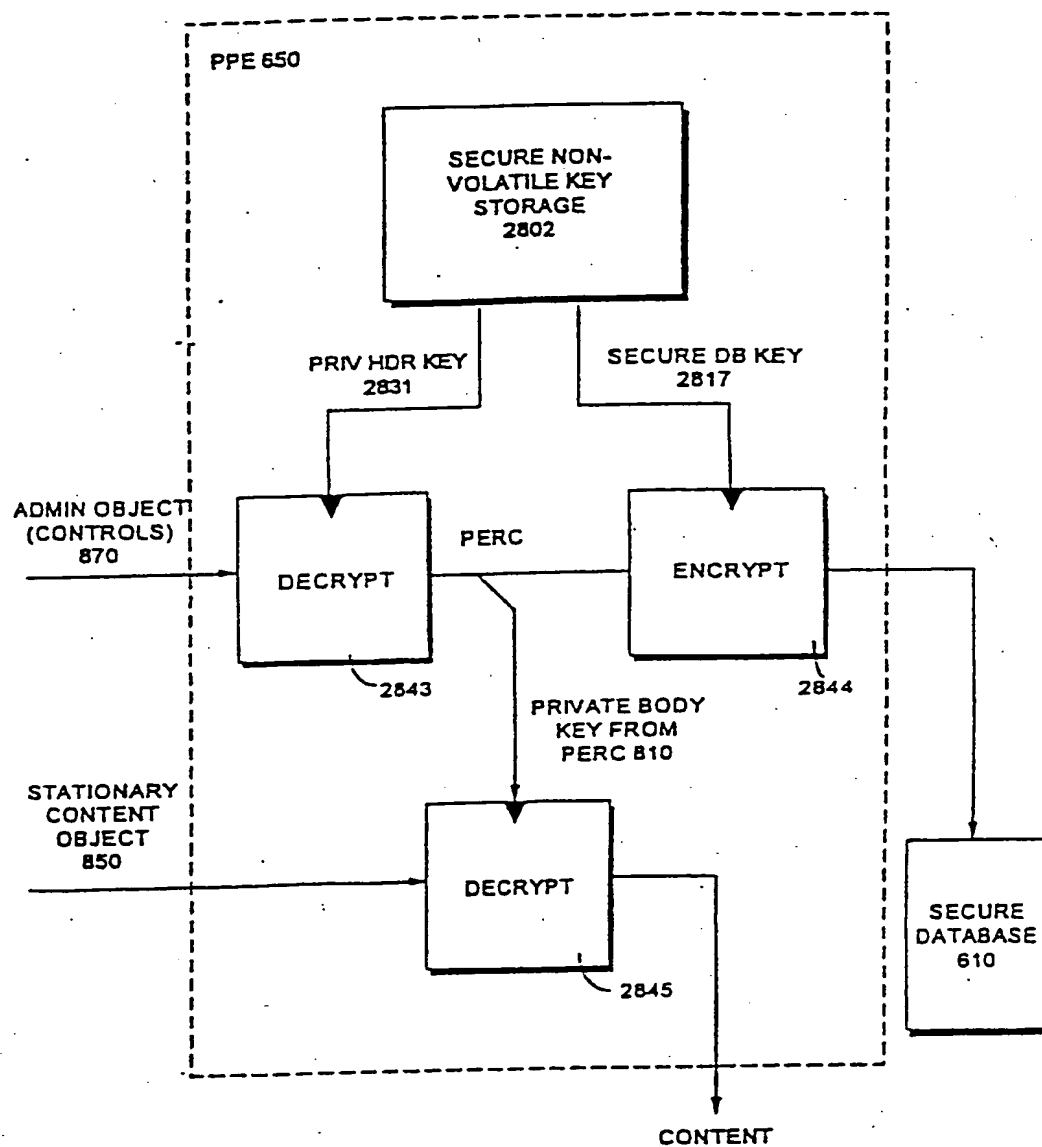 PPE 650
SECURE NON-
VOLATILE KEY
STORAGE
2802
PRIV HDR KEY
2831
SECURE DB KEY
2817
ADMIN OBJECT
(CONTROLS)
870
DECRYPT
PERC
ENCRYPT
2843
2844
PRIVATE BODY
KEY FROM
PERC 810
STATIONARY
CONTENT
OBJECT
850
DECRYPT
2845
SECURE
DATABASE
610
CONTENT